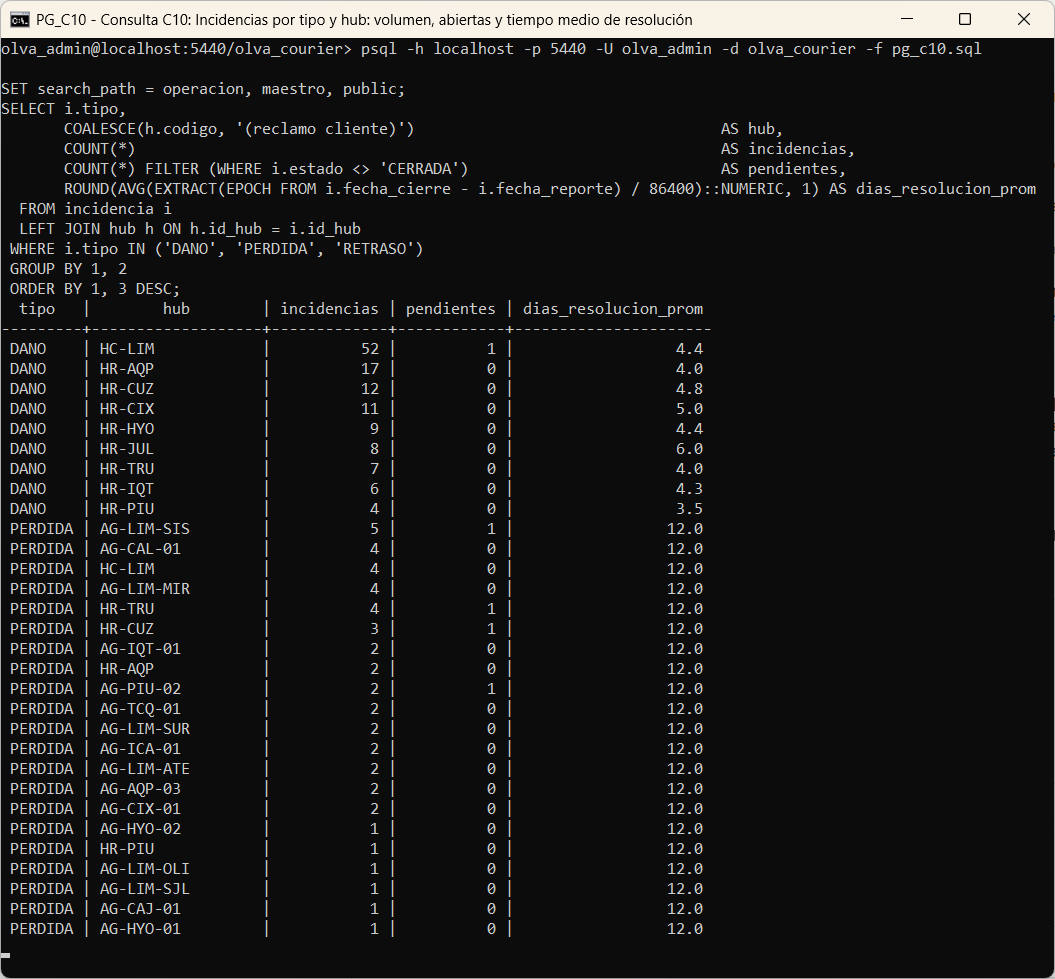 PG_C10 - Consulta C10: Incidencias por tipo y hub: volumen, abiertas y tiempo medio de resolución
olva_admin@localhost:5440/olva_courier> psql -h localhost -p 5440 -U olva_admin -d olva_courier -f pg_c10.sql
SET search_path = operacion, maestro, public;
SELECT i.tipo,
       COALESCE(h.codigo, '(reclamo cliente)')                                  AS hub,
       COUNT(*)                                                                 AS incidencias,
       COUNT(*) FILTER (WHERE i.estado <> 'CERRADA')                            AS pendientes,
       ROUND(AVG(EXTRACT(EPOCH FROM i.fecha_cierre - i.fecha_reporte) / 86400)::NUMERIC, 1) AS dias_resolucion_prom
  FROM incidencia i
  LEFT JOIN hub h ON h.id_hub = i.id_hub
 WHERE i.tipo IN ('DANO', 'PERDIDA', 'RETRASO')
 GROUP BY 1, 2
 ORDER BY 1, 3 DESC;
  tipo   |        hub        | incidencias | pendientes | dias_resolucion_prom
---------+-------------------+-------------+------------+----------------------
 DANO    | HC-LIM            |          52 |          1 |                  4.4
 DANO    | HR-AQP            |          17 |          0 |                  4.0
 DANO    | HR-CUZ            |          12 |          0 |                  4.8
 DANO    | HR-CIX            |          11 |          0 |                  5.0
 DANO    | HR-HYO            |           9 |          0 |                  4.4
 DANO    | HR-JUL            |           8 |          0 |                  6.0
 DANO    | HR-TRU            |           7 |          0 |                  4.0
 DANO    | HR-IQT            |           6 |          0 |                  4.3
 DANO    | HR-PIU            |           4 |          0 |                  3.5
 PERDIDA | AG-LIM-SIS        |           5 |          1 |                 12.0
 PERDIDA | AG-CAL-01         |           4 |          0 |                 12.0
 PERDIDA | HC-LIM            |           4 |          0 |                 12.0
 PERDIDA | AG-LIM-MIR        |           4 |          0 |                 12.0
 PERDIDA | HR-TRU            |           4 |          1 |                 12.0
 PERDIDA | HR-CUZ            |           3 |          1 |                 12.0
 PERDIDA | AG-IQT-01         |           2 |          0 |                 12.0
 PERDIDA | HR-AQP            |           2 |          0 |                 12.0
 PERDIDA | AG-PIU-02         |           2 |          1 |                 12.0
 PERDIDA | AG-TCQ-01         |           2 |          0 |                 12.0
 PERDIDA | AG-LIM-SUR        |           2 |          0 |                 12.0
 PERDIDA | AG-ICA-01         |           2 |          0 |                 12.0
 PERDIDA | AG-LIM-ATE        |           2 |          0 |                 12.0
 PERDIDA | AG-AQP-03         |           2 |          0 |                 12.0
 PERDIDA | AG-CIX-01         |           2 |          0 |                 12.0
 PERDIDA | AG-HYO-02         |           1 |          0 |                 12.0
 PERDIDA | HR-PIU            |           1 |          0 |                 12.0
 PERDIDA | AG-LIM-OLI        |           1 |          0 |                 12.0
 PERDIDA | AG-LIM-SJL        |           1 |          0 |                 12.0
 PERDIDA | AG-CAJ-01         |           1 |          0 |                 12.0
 PERDIDA | AG-HYO-01         |           1 |          0 |                 12.0